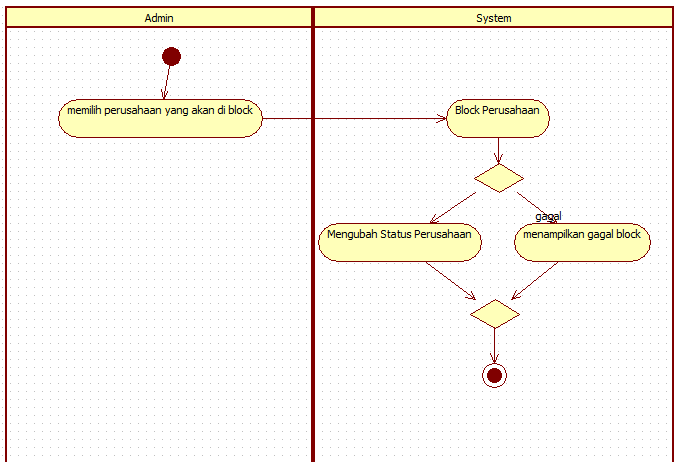 Admin
System
memilih perusahaan yang akan di block
Block Perusahaan
gagal
Mengubah Status Perusahaan
menampilkan gagal block